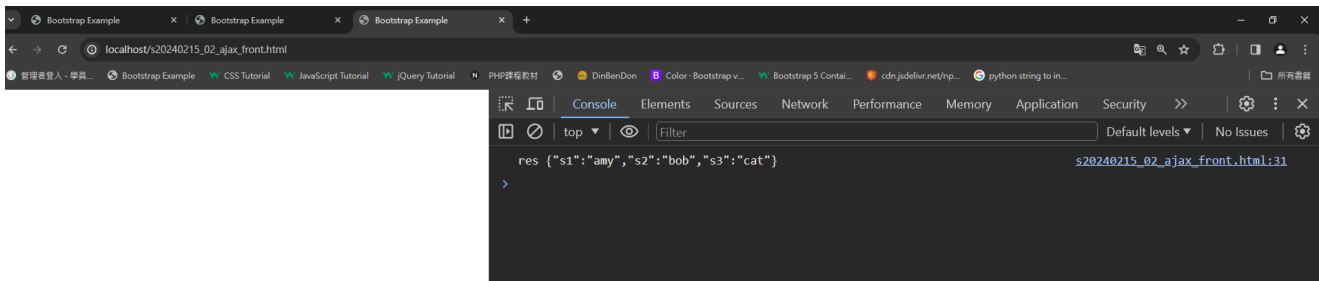 Bootstrap Example × Bootstrap Example × Bootstrap Example × +
localhost/s20240215_02_ajax_front.html
管理者登入 - 學員... Bootstrap Example CSS Tutorial JavaScript Tutorial jQuery Tutorial PHP課程教材 DinBenDon Color · Bootstrap v... Bootstrap 5 Contai... cdn.jsdelivr.net/np... python string to in... 所有書籤
Console Elements Sources Network Performance Memory Application Security >>
top ▼ Filter Default levels ▼ No Issues
res {"s1":"amy","s2":"bob","s3":"cat"} s20240215_02_ajax_front.html:31
>